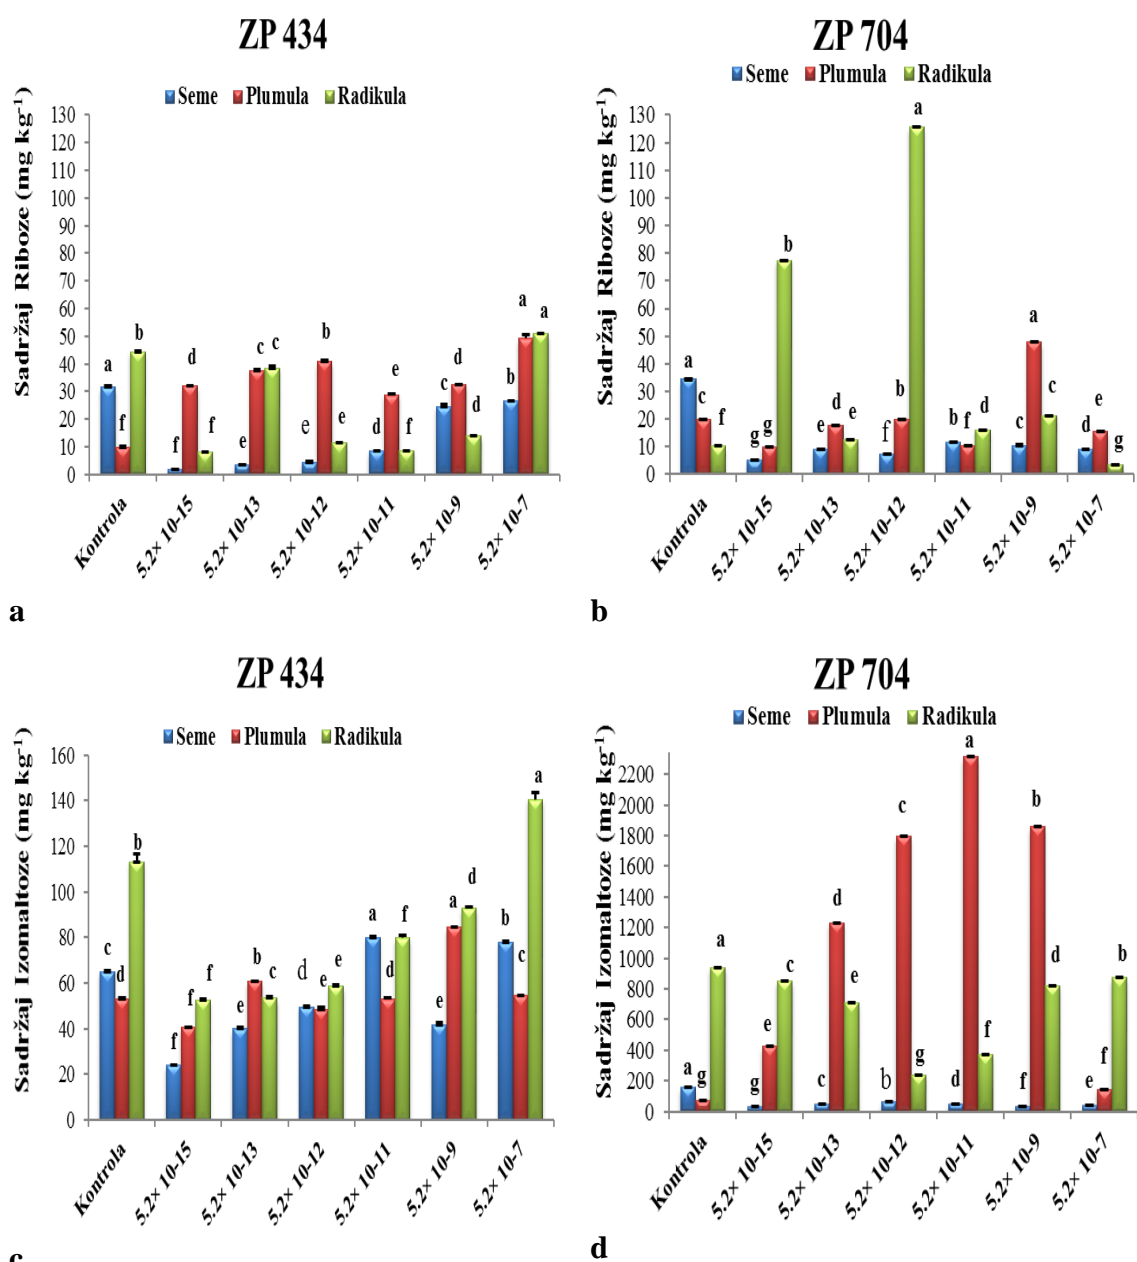 ZP 434
Seme Plumula Radikula
Sadržaj Riboze (mg kg⁻¹)
130
120
110
100
90
80
70
60
50
40
30
20
10
0
a f b f d f e c c e b e d e f c d d b a a
Kontrola 5.2× 10-15 5.2× 10-13 5.2× 10-12 5.2× 10-11 5.2× 10-9 5.2× 10-7
a
ZP 704
Seme Plumula Radikula
Sadržaj Riboze (mg kg⁻¹)
130
120
110
100
90
80
70
60
50
40
30
20
10
0
a c f g g b e d e f b a b f d c a c d e g
Kontrola 5.2× 10-15 5.2× 10-13 5.2× 10-12 5.2× 10-11 5.2× 10-9 5.2× 10-7
b
ZP 434
Seme Plumula Radikula
Sadržaj Izomaltoze (mg kg⁻¹)
160
140
120
100
80
60
40
20
0
c d b f f f e b c d e e a d f e a d b c a
Kontrola 5.2× 10-15 5.2× 10-13 5.2× 10-12 5.2× 10-11 5.2× 10-9 5.2× 10-7
c
ZP 704
Seme Plumula Radikula
Sadržaj Izomaltoze (mg kg⁻¹)
2200
2000
1800
1600
1400
1200
1000
800
600
400
200
0
a g a g e c c d e b c g d a f f b d e f b
Kontrola 5.2× 10-15 5.2× 10-13 5.2× 10-12 5.2× 10-11 5.2× 10-9 5.2× 10-7
d